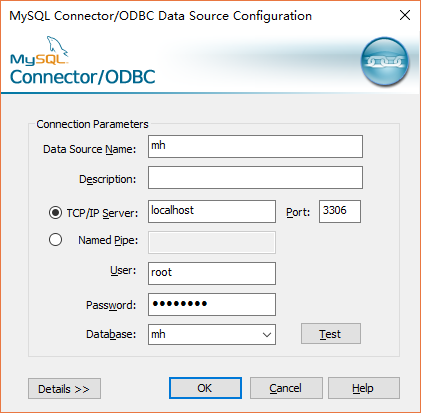 MySQL Connector/ODBC Data Source Configuration
MySQL
Connector/ODBC
Connection Parameters
Data Source Name: mh
Description:
TCP/IP Server: localhost Port: 3306
Named Pipe:
User: root
Password: ••••••••
Database: mh Test
Details >> OK Cancel Help